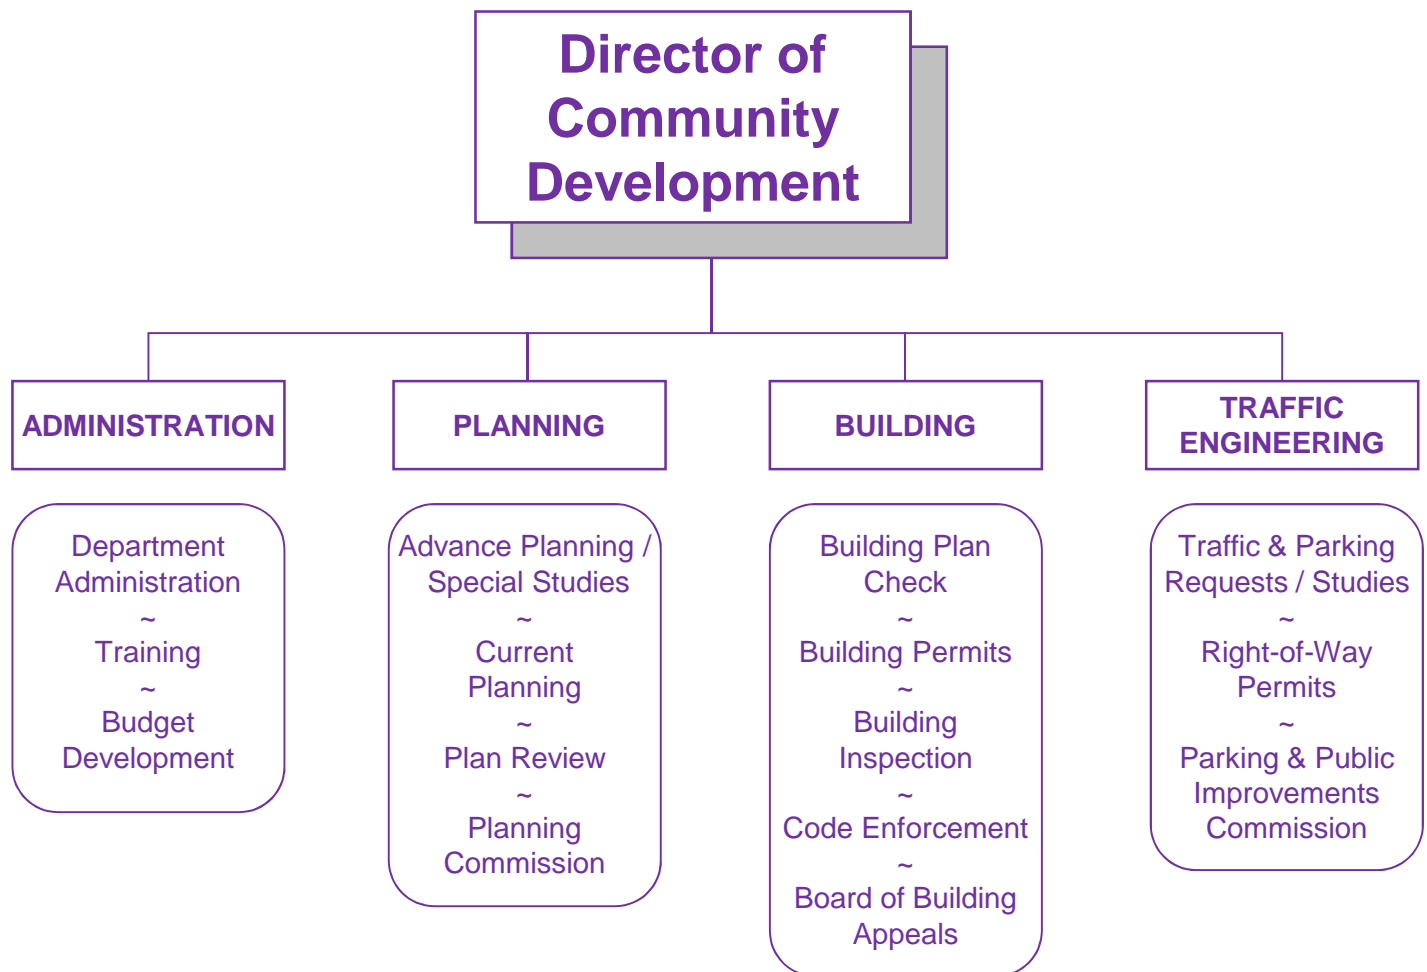 Director of
Community
Development
ADMINISTRATION
PLANNING
BUILDING
TRAFFIC
ENGINEERING
Department
Administration
~
Training
~
Budget
Development
Advance Planning /
Special Studies
~
Current
Planning
~
Plan Review
~
Planning
Commission
Building Plan
Check
~
Building Permits
~
Building
Inspection
~
Code Enforcement
~
Board of Building
Appeals
Traffic & Parking
Requests / Studies
~
Right-of-Way
Permits
~
Parking & Public
Improvements
Commission